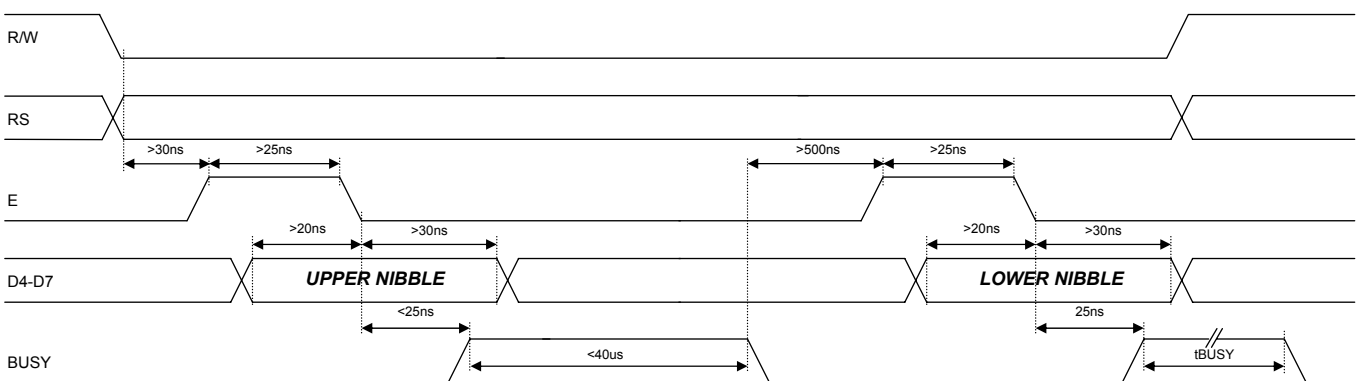 R/W
RS
>30ns >25ns >500ns >25ns
E
>20ns >30ns >20ns >30ns
D4-D7 UPPER NIBBLE LOWER NIBBLE
<25ns 25ns
BUSY <40us tBUSY